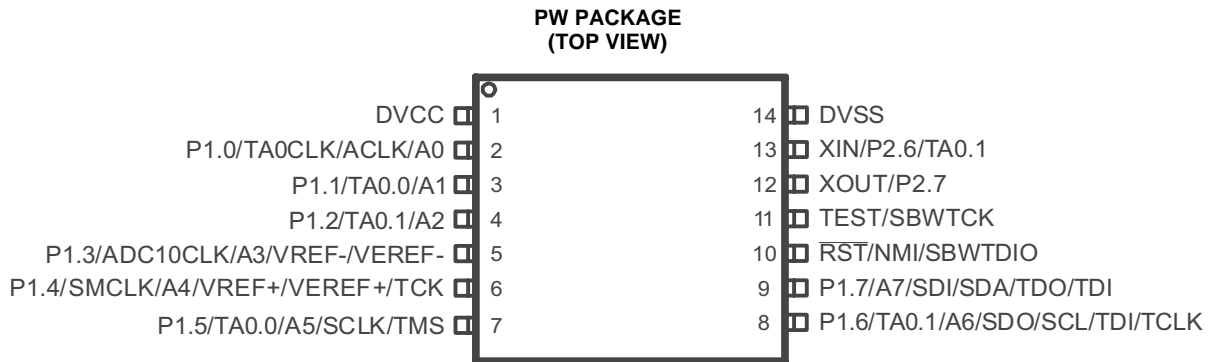 PW PACKAGE
(TOP VIEW)
DVCC 1 14 DVSS
P1.0/TA0CLK/ACLK/A0 2 13 XIN/P2.6/TA0.1
P1.1/TA0.0/A1 3 12 XOUT/P2.7
P1.2/TA0.1/A2 4 11 TEST/SBWTCK
P1.3/ADC10CLK/A3/VREF-/VEREF- 5 10 R̅S̅T̅/NMI/SBWTDIO
P1.4/SMCLK/A4/VREF+/VEREF+/TCK 6 9 P1.7/A7/SDI/SDA/TDO/TDI
P1.5/TA0.0/A5/SCLK/TMS 7 8 P1.6/TA0.1/A6/SDO/SCL/TDI/TCLK